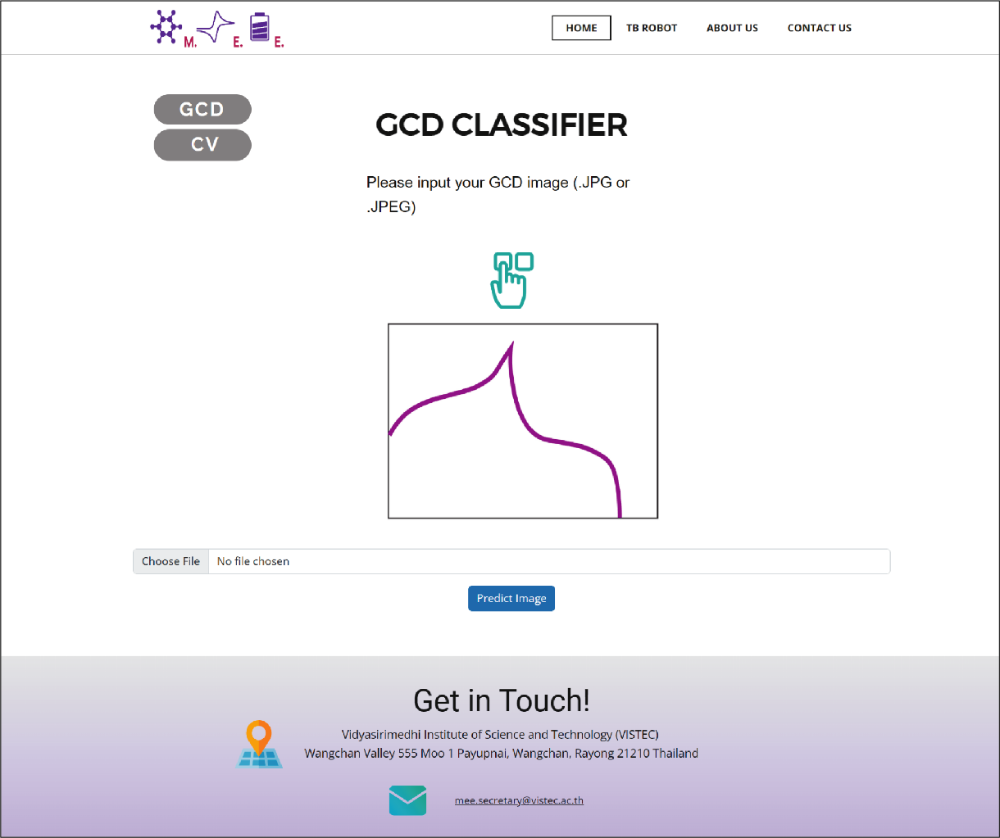 M. E. E.
HOME TB ROBOT ABOUT US CONTACT US
GCD
CV
GCD CLASSIFIER
Please input your GCD image (.JPG or
.JPEG)
Choose File No file chosen
Predict Image
Get in Touch!
Vidyasirimedhi Institute of Science and Technology (VISTEC)
Wangchan Valley 555 Moo 1 Payupnai, Wangchan, Rayong 21210 Thailand
mee.secretary@vistec.ac.th